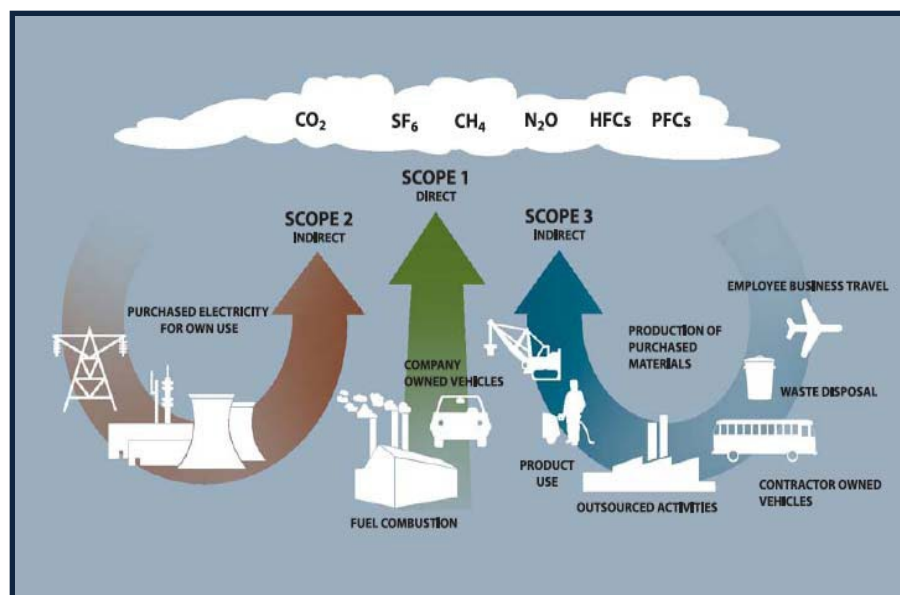 CO₂ SF₆ CH₄ N₂O HFCs PFCs
SCOPE 1
DIRECT
SCOPE 2
INDIRECT
SCOPE 3
INDIRECT
PURCHASED ELECTRICITY
FOR OWN USE
COMPANY
OWNED VEHICLES
FUEL COMBUSTION
PRODUCT
USE
PRODUCTION OF
PURCHASED
MATERIALS
OUTSOURCED ACTIVITIES
EMPLOYEE BUSINESS TRAVEL
WASTE DISPOSAL
CONTRACTOR OWNED
VEHICLES